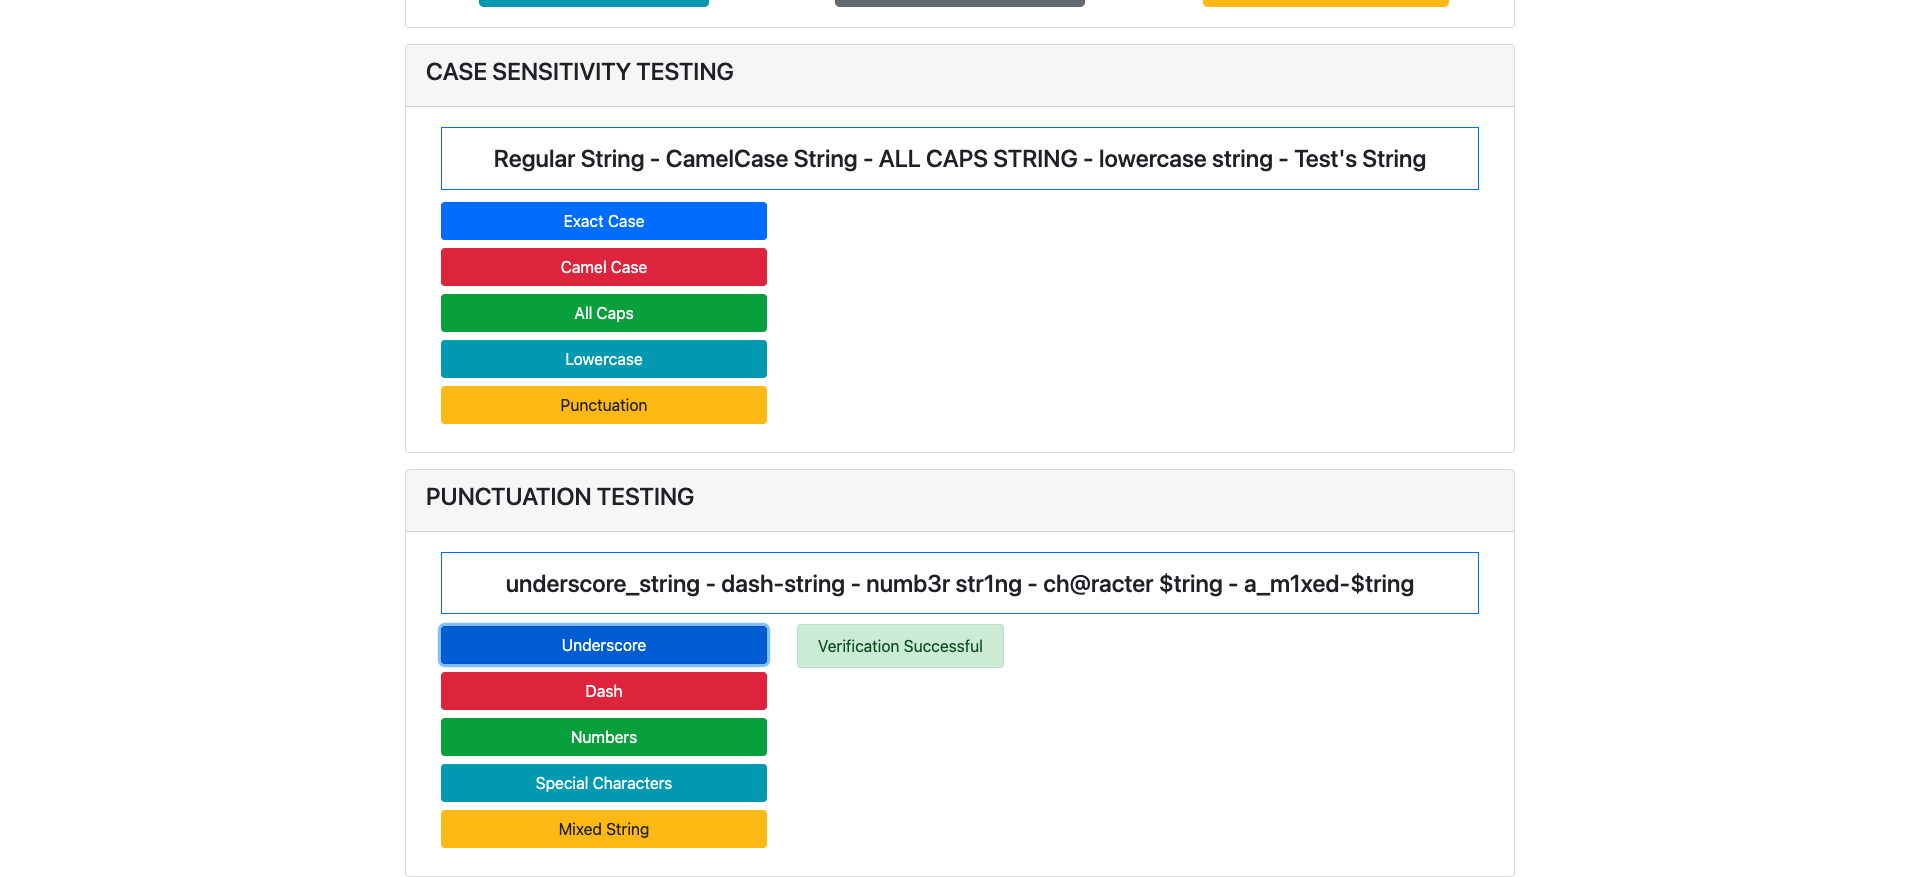 CASE SENSITIVITY TESTING
Regular String - CamelCase String - ALL CAPS STRING - lowercase string - Test's String
Exact Case
Camel Case
All Caps
Lowercase
Punctuation
PUNCTUATION TESTING
underscore_string - dash-string - numb3r str1ng - ch@racter $tring - a_m1xed-$tring
Underscore
Verification Successful
Dash
Numbers
Special Characters
Mixed String